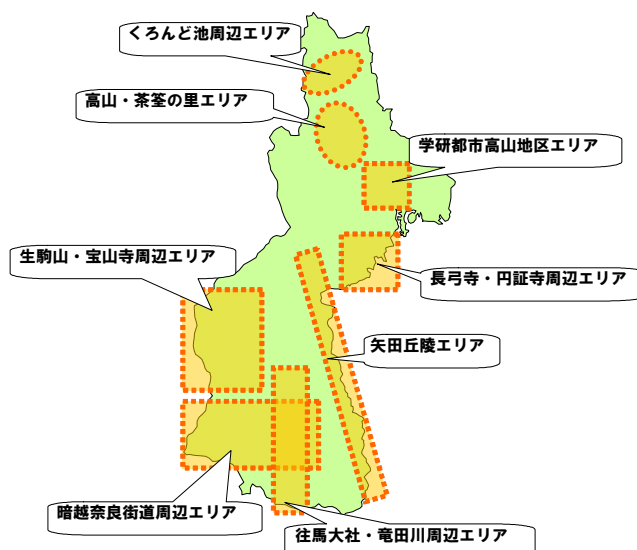 くろんど池周辺エリア
高山・茶筌の里エリア
学研都市高山地区エリア
生駒山・宝山寺周辺エリア
長弓寺・円証寺周辺エリア
矢田丘陵エリア
暗越奈良街道周辺エリア
往馬大社・竜田川周辺エリア